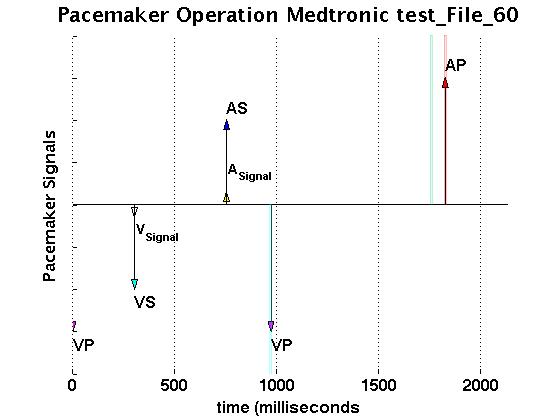 Pacemaker Operation Medtronic test_File_60
AP
AS
A Signal
V Signal
VS
VP
VP
Pacemaker Signals
0 500 1000 1500 2000
time (milliseconds